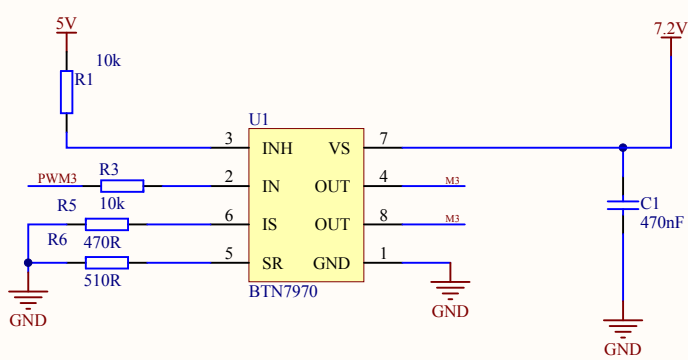 5V
7.2V
10k
R1
U1
3
INH
VS
7
PWM3
R3
10k
2
IN
OUT
4
M3
R5
470R
6
IS
OUT
8
M3
R6
510R
5
SR
GND
1
BTN7970
C1
470nF
GND
GND
GND